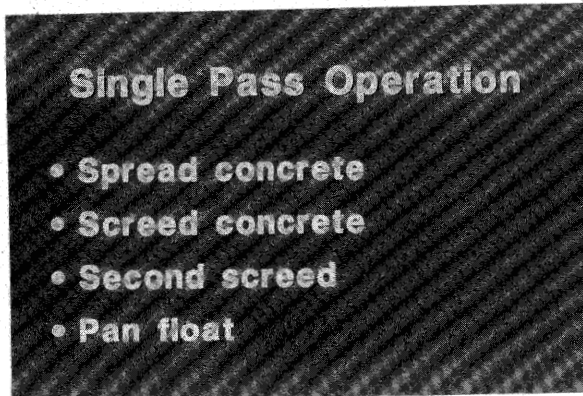 Single Pass Operation
• Spread concrete
• Screed concrete
• Second screed
• Pan float